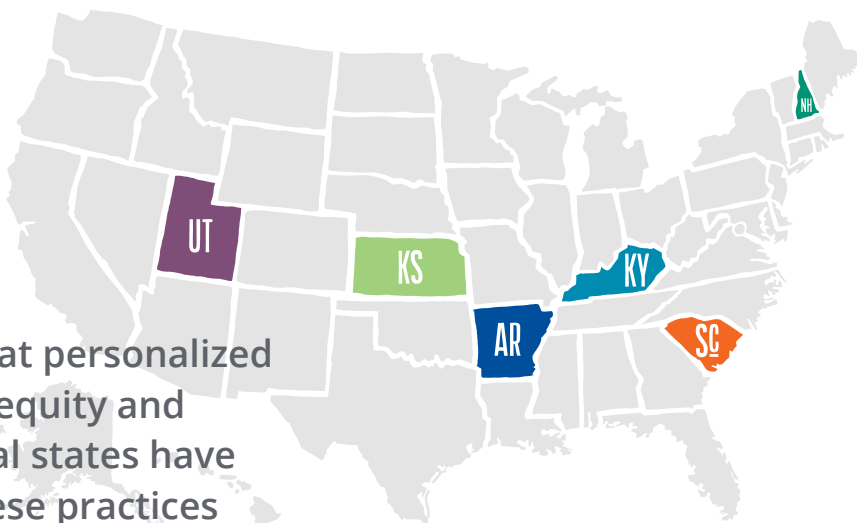 NH
UT
KS
KY
AR
SC
at personalized
equity and
al states have
ese practices